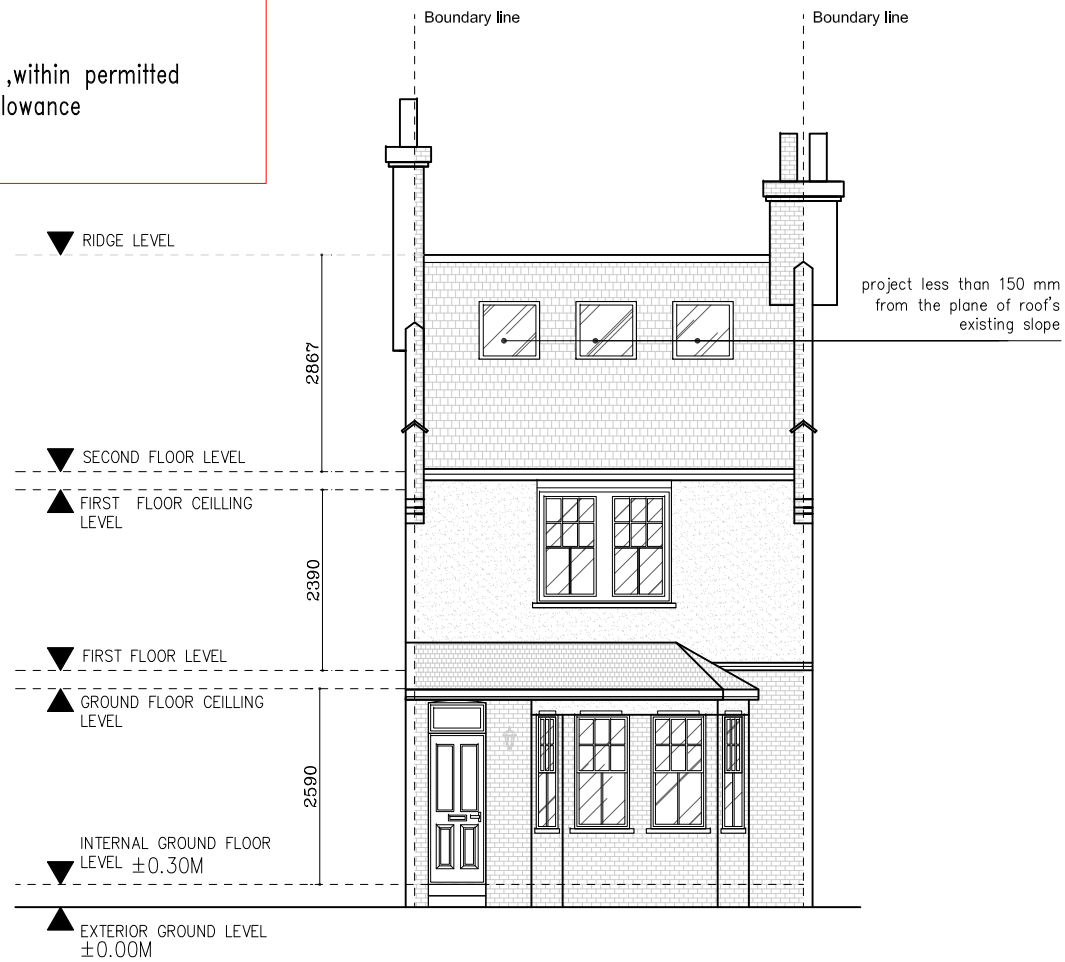 Boundary line
Boundary line
,within permitted
lowance
RIDGE LEVEL
project less than 150 mm
from the plane of roof's
existing slope
2867
SECOND FLOOR LEVEL
FIRST FLOOR CEILLING
LEVEL
2390
FIRST FLOOR LEVEL
GROUND FLOOR CEILLING
LEVEL
2590
INTERNAL GROUND FLOOR
LEVEL ±0.30M
EXTERIOR GROUND LEVEL
±0.00M